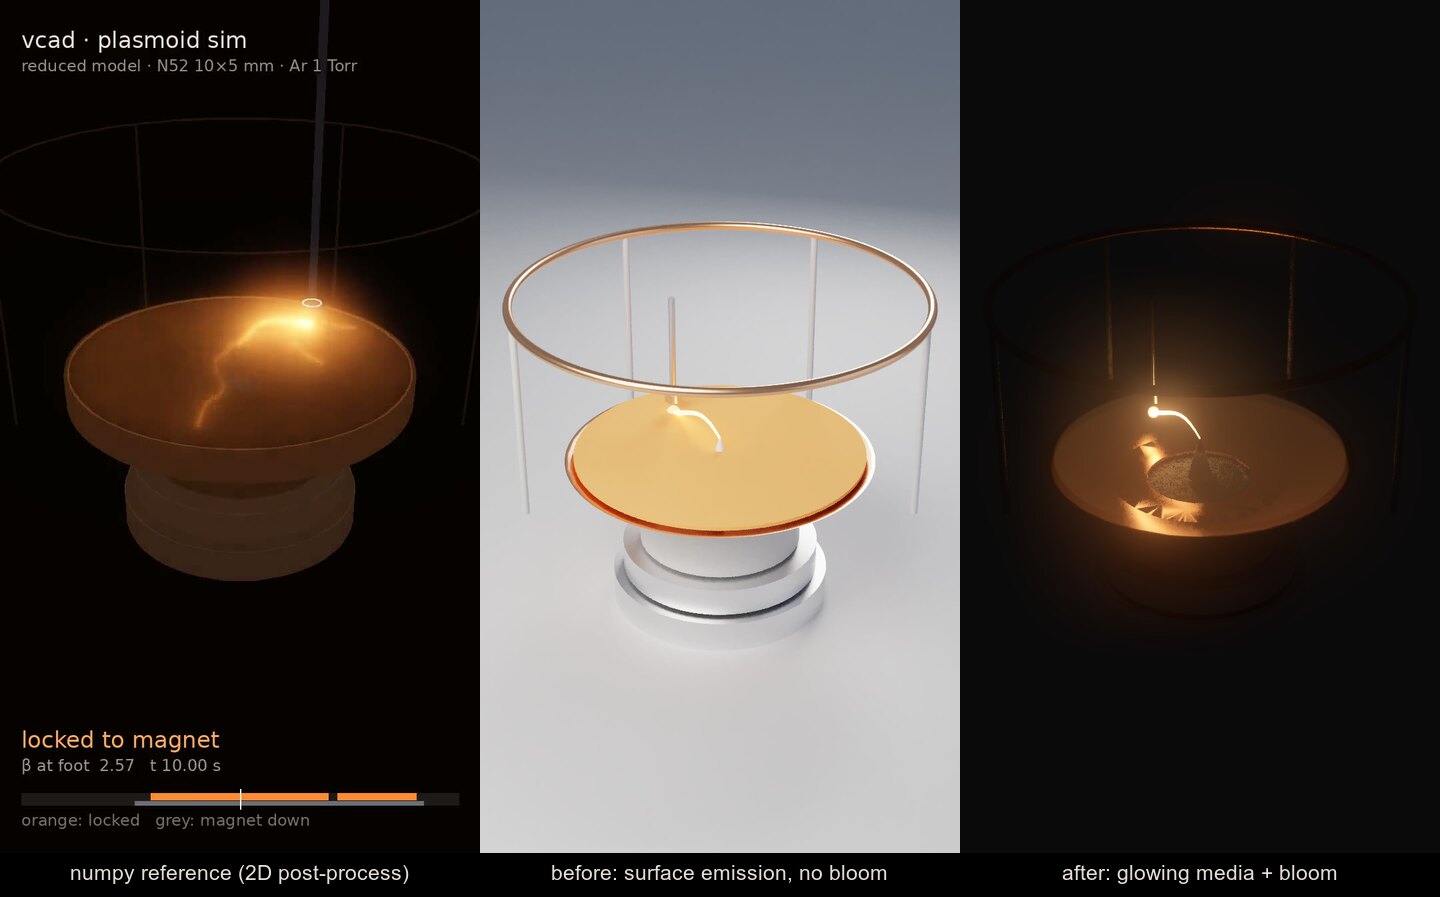 vcad · plasmoid sim
reduced model · N52 10×5 mm · Ar 1 Torr
locked to magnet
β at foot 2.57 t 10.00 s
orange: locked grey: magnet down
numpy reference (2D post-process)
before: surface emission, no bloom
after: glowing media + bloom